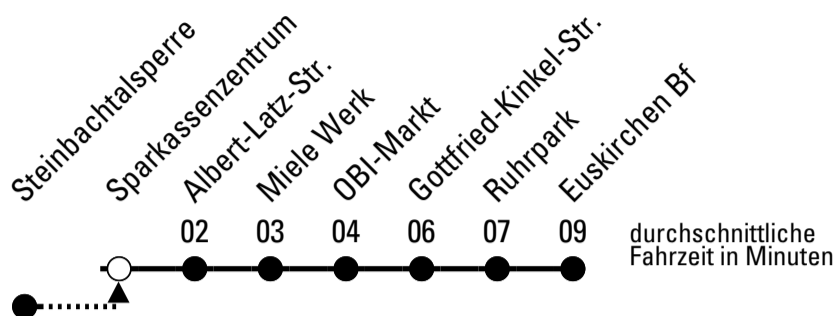 Steinbachtalsperre
Sparkassenzentrum
Albert-Latz-Str.
Miele Werk
OBI-Markt
Gottfried-Kinkel-Str.
Ruhrpark
Euskirchen Bf
02 03 04 06 07 09
durchschnittliche
Fahrzeit in Minuten